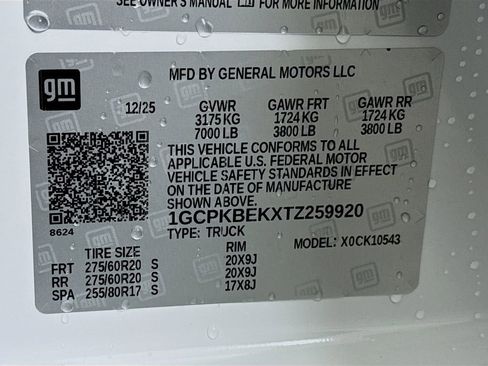 SEE OWNER'S MANUAL FOR MORE INFORMATION
gm
MFD BY GENERAL MOTORS LLC
12/25 GVWR GAWR FRT GAWR RR
3175 KG 1724 KG 1724 KG
7000 LB 3800 LB 3800 LB
THIS VEHICLE CONFORMS TO ALL
APPLICABLE U.S. FEDERAL MOTOR
VEHICLE SAFETY STANDARDS IN EFFECT
ON THE DATE OF MANUFACTURE
SHOWN ABOVE.
1GCPKBEKXTZ259920
8624
TYPE: TRUCK MODEL: X0CK10543
TIRE SIZE RIM
FRT 275/60R20 S 20X9J
RR 275/60R20 S 20X9J
SPA 255/80R17 S 17X8J